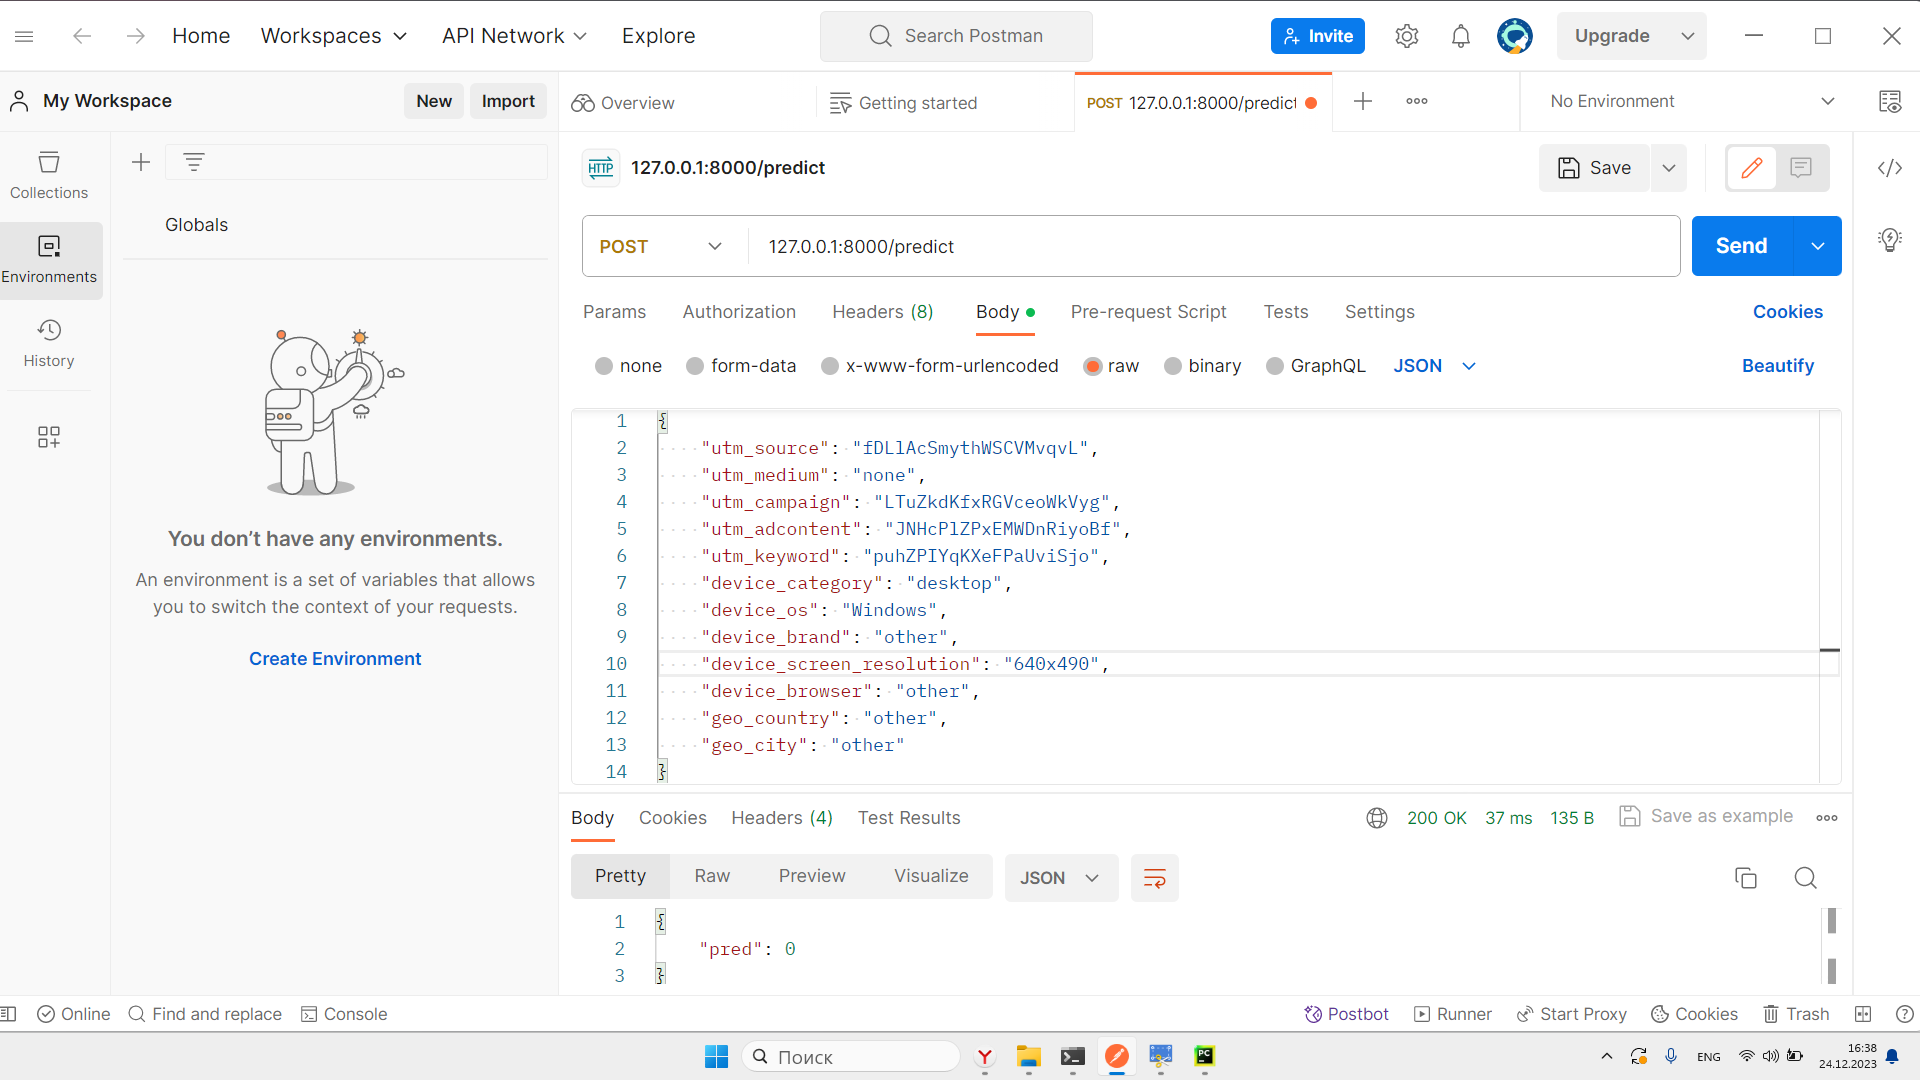 Home
Workspaces
API Network
Explore
Search Postman
Invite
Upgrade
My Workspace
New
Import
Overview
Getting started
POST 127.0.0.1:8000/predict
No Environment
Collections
Environments
History
Globals
You don’t have any environments.
An environment is a set of variables that allows
you to switch the context of your requests.
Create Environment
HTTP
127.0.0.1:8000/predict
Save
POST
127.0.0.1:8000/predict
Send
Params
Authorization
Headers (8)
Body
Pre-request Script
Tests
Settings
Cookies
none
form-data
x-www-form-urlencoded
raw
binary
GraphQL
JSON
Beautify
1 {
2 "utm_source": "fDLlAcSmythWSCVMvqvL",
3 "utm_medium": "none",
4 "utm_campaign": "LTuZkdKfxRGVceoWkVyg",
5 "utm_adcontent": "JNHcPlZPxEMWDnRiyoBf",
6 "utm_keyword": "puhZPIYqKXeFPaUviSjo",
7 "device_category": "desktop",
8 "device_os": "Windows",
9 "device_brand": "other",
10 "device_screen_resolution": "640x490",
11 "device_browser": "other",
12 "geo_country": "other",
13 "geo_city": "other"
14 }
Body
Cookies
Headers (4)
Test Results
200 OK
37 ms
135 B
Save as example
Pretty
Raw
Preview
Visualize
JSON
1 {
2 "pred": 0
3 }
Online
Find and replace
Console
Postbot
Runner
Start Proxy
Cookies
Trash
Поиск
Y
PC
ENG
16:38
24.12.2023